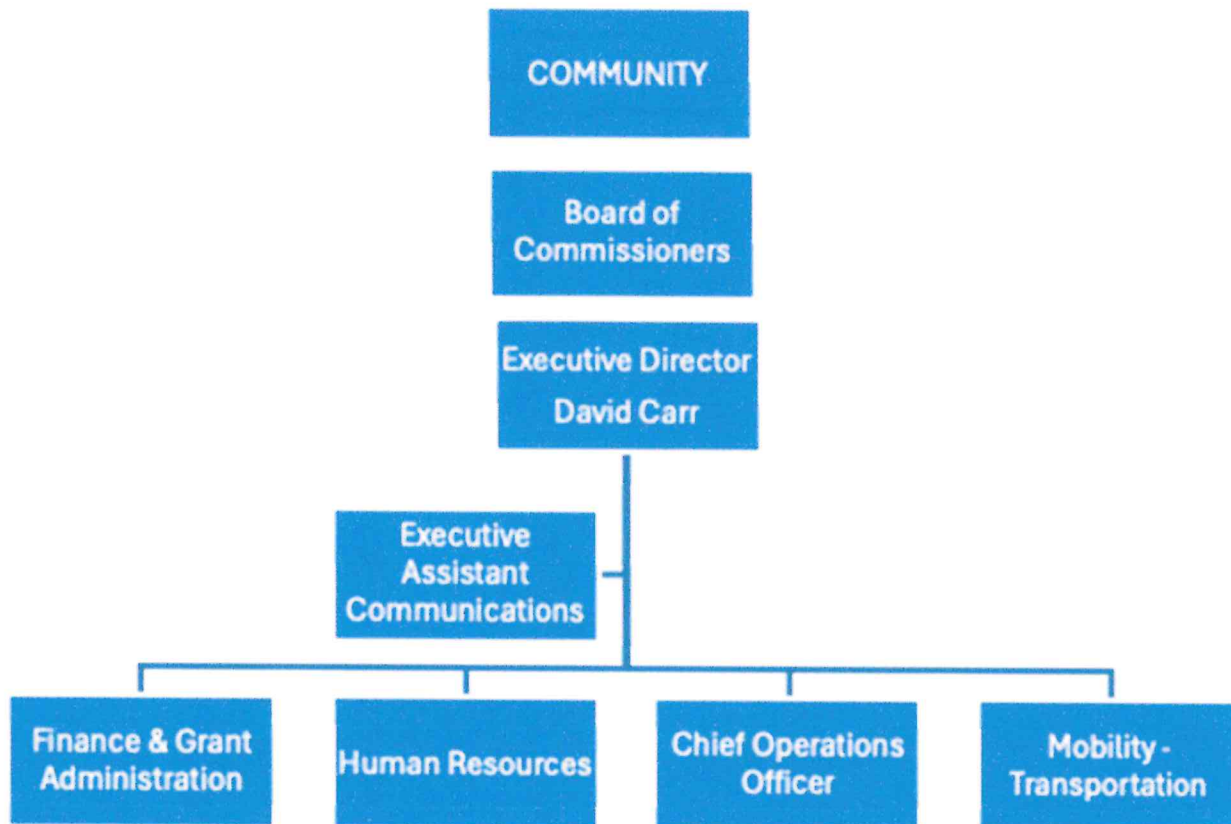 COMMUNITY
Board of
Commissioners
Executive Director
David Carr
Executive
Assistant
Communications
Finance & Grant
Administration
Human Resources
Chief Operations
Officer
Mobility -
Transportation